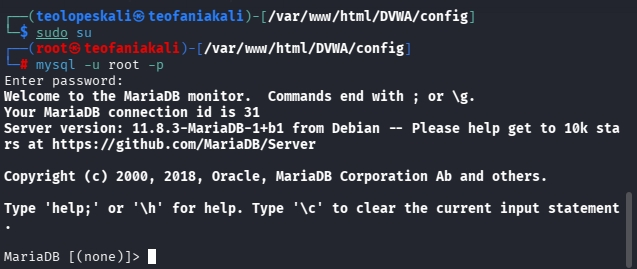 ┌──(teolopeskali㉿teofaniakali)-[/var/www/html/DVWA/config]
└─$ sudo su
┌──(root㉿teofaniakali)-[/var/www/html/DVWA/config]
└─# mysql -u root -p
Enter password:
Welcome to the MariaDB monitor.  Commands end with ; or \g.
Your MariaDB connection id is 31
Server version: 11.8.3-MariaDB-1+b1 from Debian -- Please help get to 10k sta
rs at https://github.com/MariaDB/Server
Copyright (c) 2000, 2018, Oracle, MariaDB Corporation Ab and others.
Type 'help;' or '\h' for help. Type '\c' to clear the current input statement
.
MariaDB [(none)]>